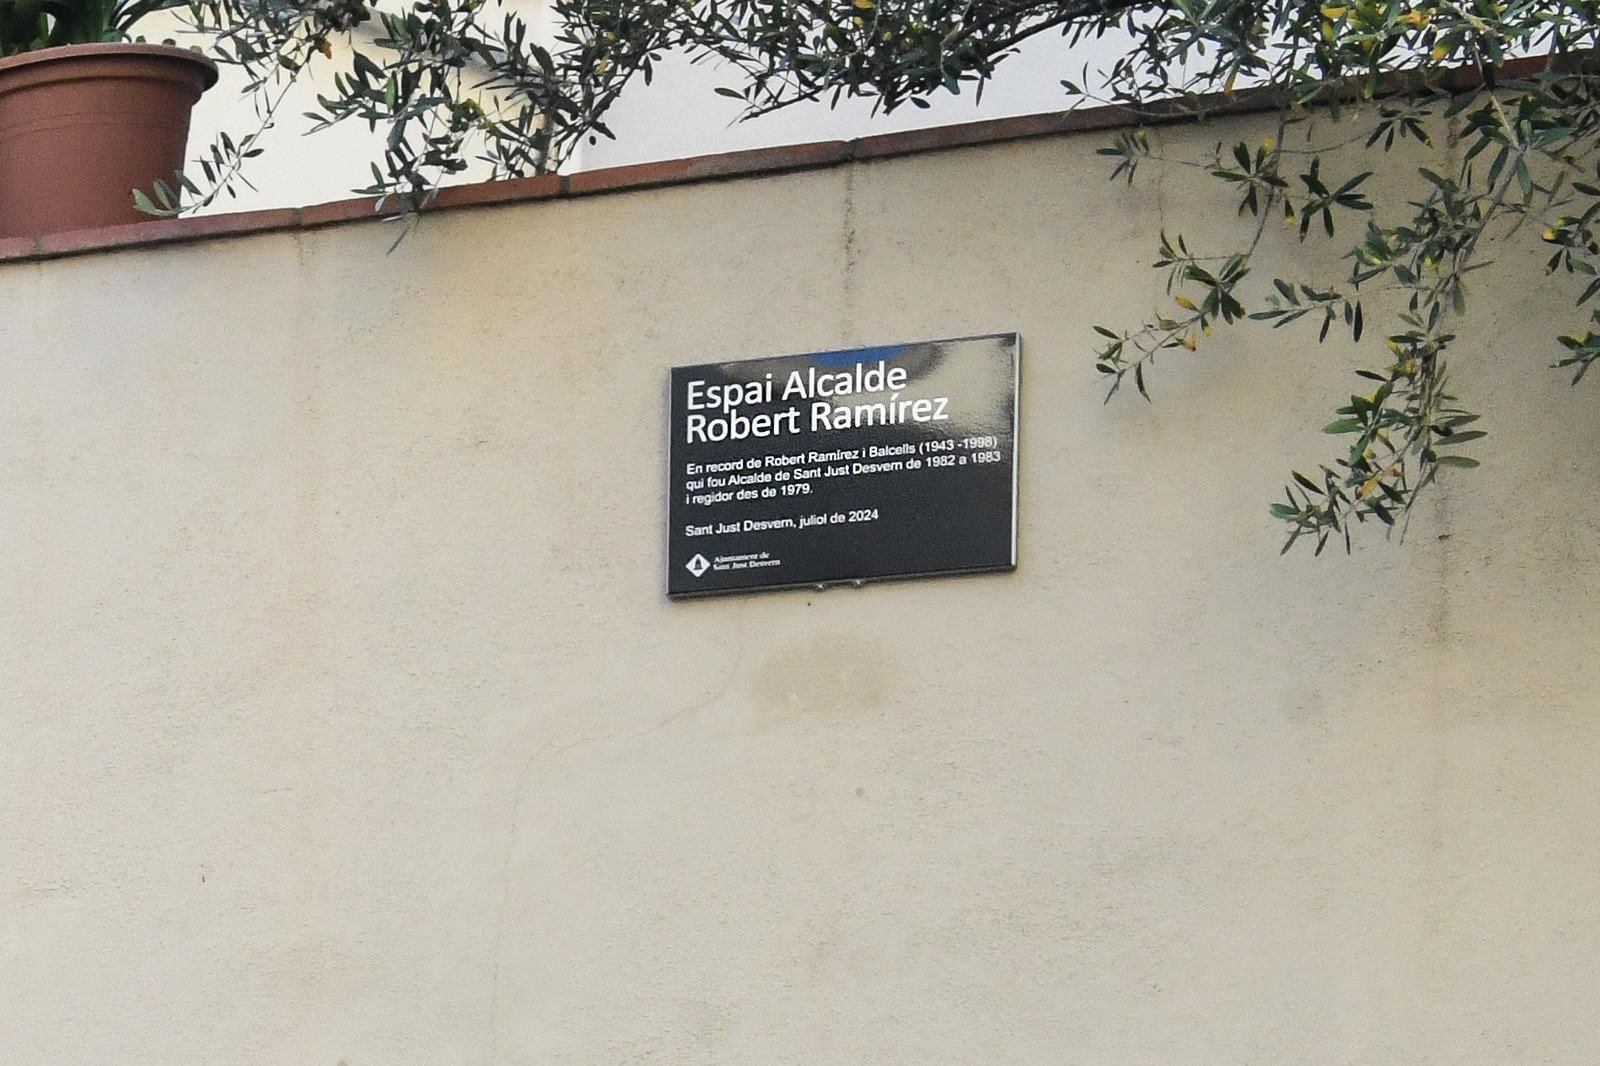 Espai Alcalde
Robert Ramírez
En record de Robert Ramírez i Balcells (1943 -1998)
qui fou Alcalde de Sant Just Desvern de 1982 a 1983
i regidor des de 1979.
Sant Just Desvern, juliol de 2024
Ajuntament de
Sant Just Desvern